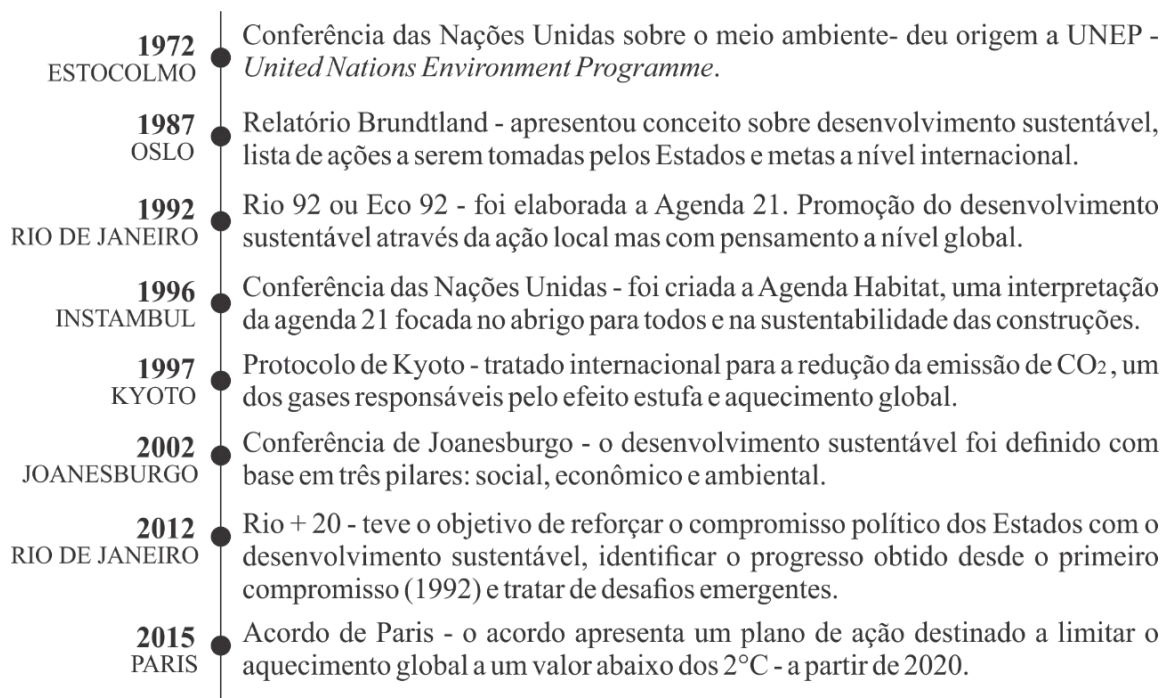 1972
ESTOCOLMO
Conferência das Nações Unidas sobre o meio ambiente- deu origem a UNEP -
United Nations Environment Programme.
1987
OSLO
Relatório Brundtland - apresentou conceito sobre desenvolvimento sustentável,
lista de ações a serem tomadas pelos Estados e metas a nível internacional.
1992
RIO DE JANEIRO
Rio 92 ou Eco 92 - foi elaborada a Agenda 21. Promoção do desenvolvimento
sustentável através da ação local mas com pensamento a nível global.
1996
INSTAMBUL
Conferência das Nações Unidas - foi criada a Agenda Habitat, uma interpretação
da agenda 21 focada no abrigo para todos e na sustentabilidade das construções.
1997
KYOTO
Protocolo de Kyoto - tratado internacional para a redução da emissão de CO2 , um
dos gases responsáveis pelo efeito estufa e aquecimento global.
2002
JOANESBURGO
Conferência de Joanesburgo - o desenvolvimento sustentável foi definido com
base em três pilares: social, econômico e ambiental.
2012
RIO DE JANEIRO
Rio + 20 - teve o objetivo de reforçar o compromisso político dos Estados com o
desenvolvimento sustentável, identificar o progresso obtido desde o primeiro
compromisso (1992) e tratar de desafios emergentes.
2015
PARIS
Acordo de Paris - o acordo apresenta um plano de ação destinado a limitar o
aquecimento global a um valor abaixo dos 2°C - a partir de 2020.